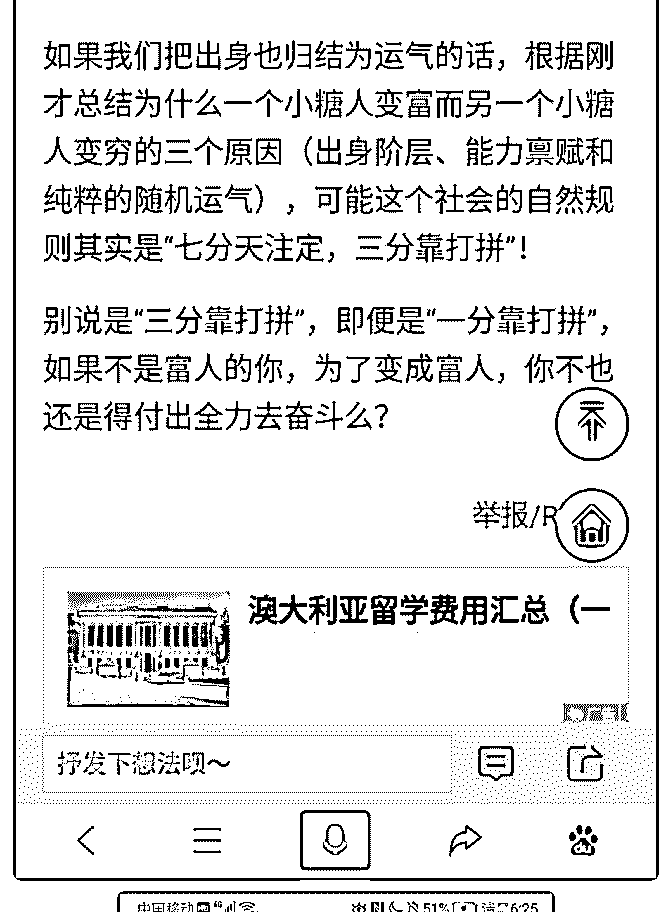 如果我们把出身也归结为运气的话，根据刚
才总结为什么一个小糖人变富而另一个小糖
人变穷的三个原因（出身阶层、能力禀赋和
纯粹的随机运气），可能这个社会的自然规
则其实是“七分天注定，三分靠打拼”！
别说是“三分靠打拼”，即便是“一分靠打拼”，
如果不是富人的你，为了变成富人，你不也
还是得付出全力去奋斗么？
举报/
澳大利亚留学费用汇总（一
抒发下想法呗～
中国移动
51%
6:25